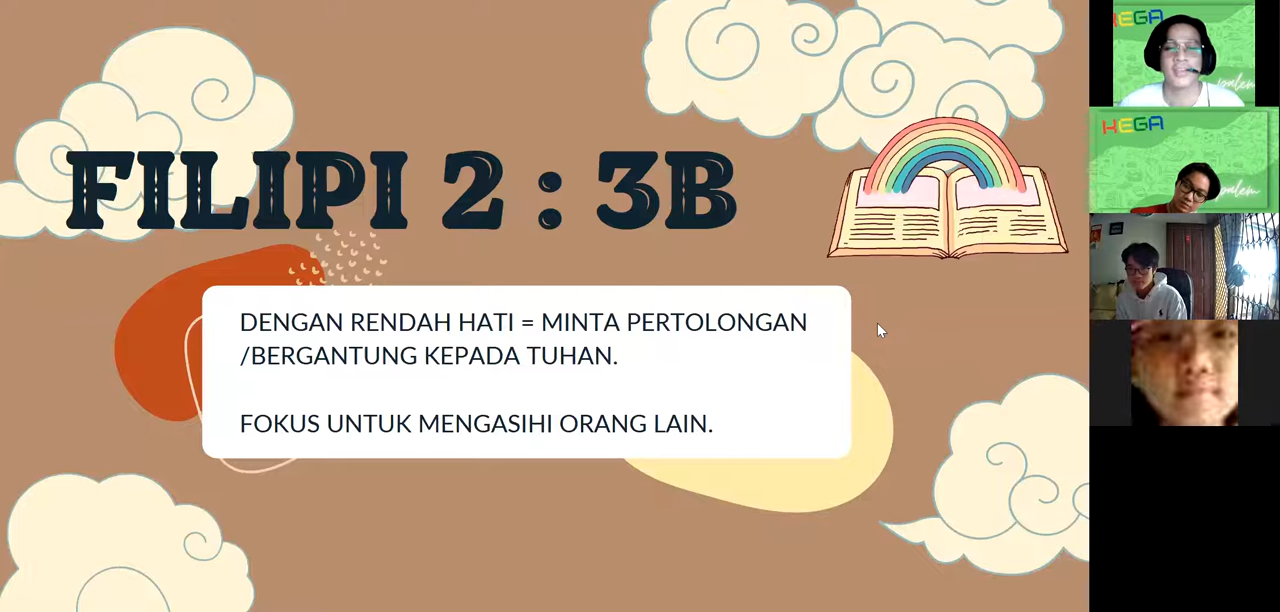 FILIPI 2 : 3B
DENGAN RENDAH HATI = MINTA PERTOLONGAN
/BERGANTUNG KEPADA TUHAN.
FOKUS UNTUK MENGASIHI ORANG LAIN.
HEGA
HEGA